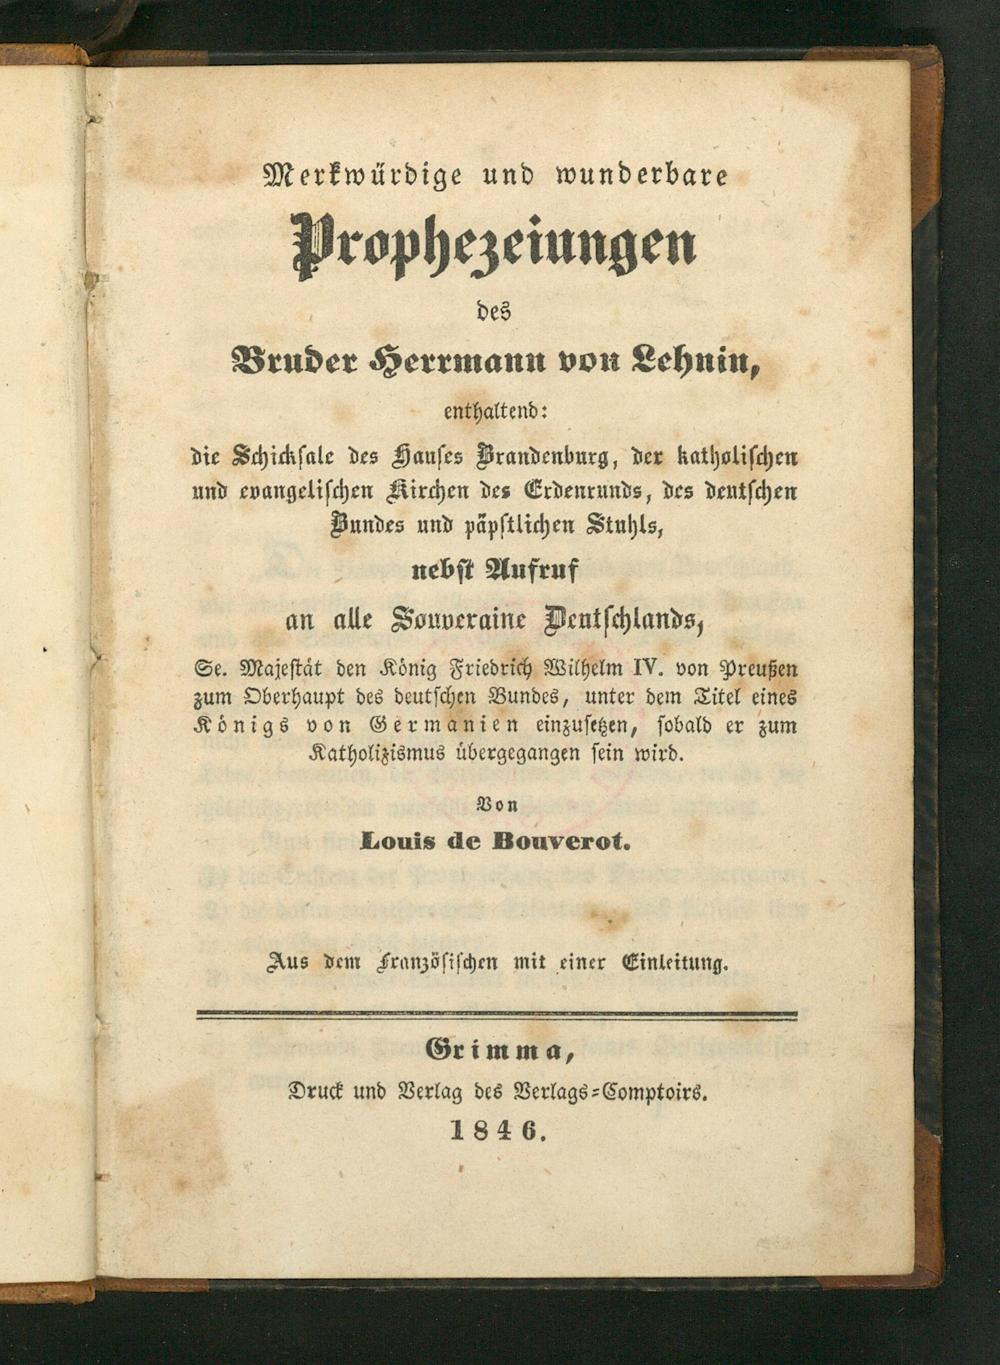 Merkwürdige und wunderbare
Prophezeiungen
des
Bruder Herrmann von Lehnin,
enthaltend:
die Schicksale des Hauses Brandenburg, der katholischen
und evangelischen Kirchen des Erdenrunds, des deutschen
Bundes und päpstlichen Stuhls,
nebst Aufruf
an alle Souveraine Deutschlands,
Se. Majestät den König Friedrich Wilhelm IV. von Preußen
zum Oberhaupt des deutschen Bundes, unter dem Titel eines
Königs von Germanien einzusetzen, sobald er zum
Katholizismus übergegangen sein wird.
Von
Louis de Bouverot.
Aus dem Französischen mit einer Einleitung.
Grimma,
Druck und Verlag des Verlags-Comptoirs.
1846.